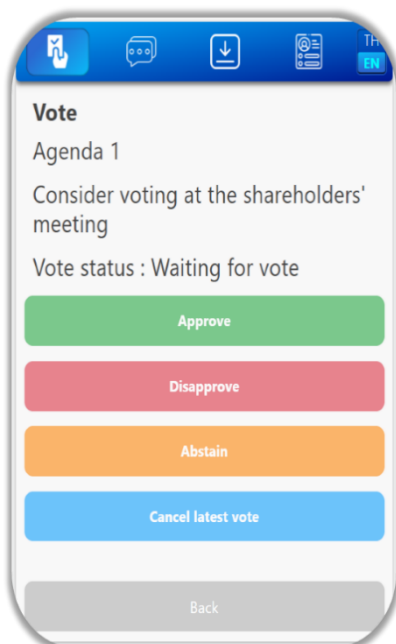 TH
EN
Vote
Agenda 1
Consider voting at the shareholders'
meeting
Vote status : Waiting for vote
Approve
Disapprove
Abstain
Cancel latest vote
Back